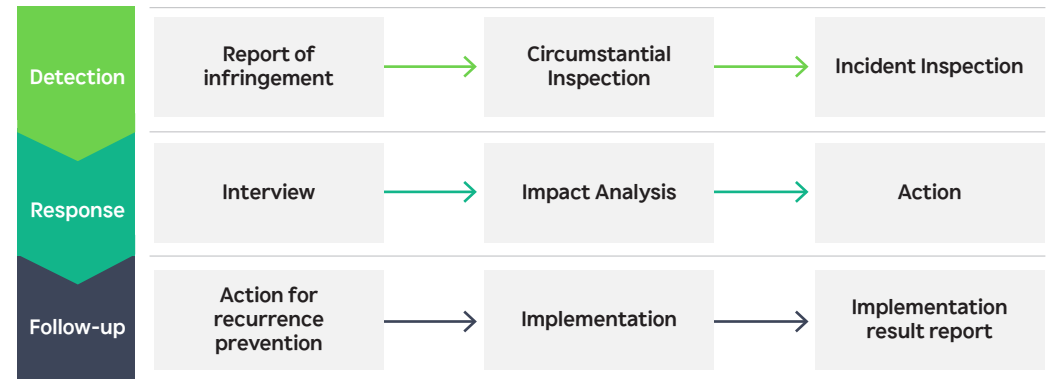 Detection
Report of
infringement
Circumstantial
Inspection
Incident Inspection
Response
Interview
Impact Analysis
Action
Follow-up
Action for
recurrence
prevention
Implementation
Implementation
result report